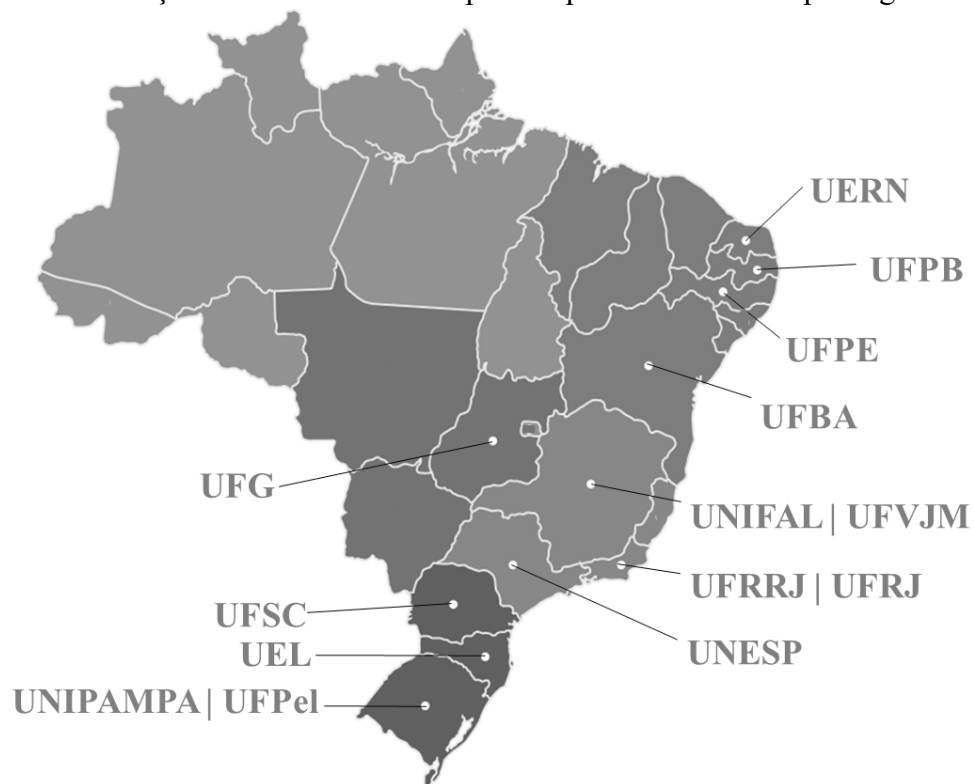 UERN
UFPB
UFPE
UFBA
UFG
UNIFAL | UFVJM
UFRRJ | UFRJ
UFSC
UNESP
UEL
UNIPAMPA | UFPel